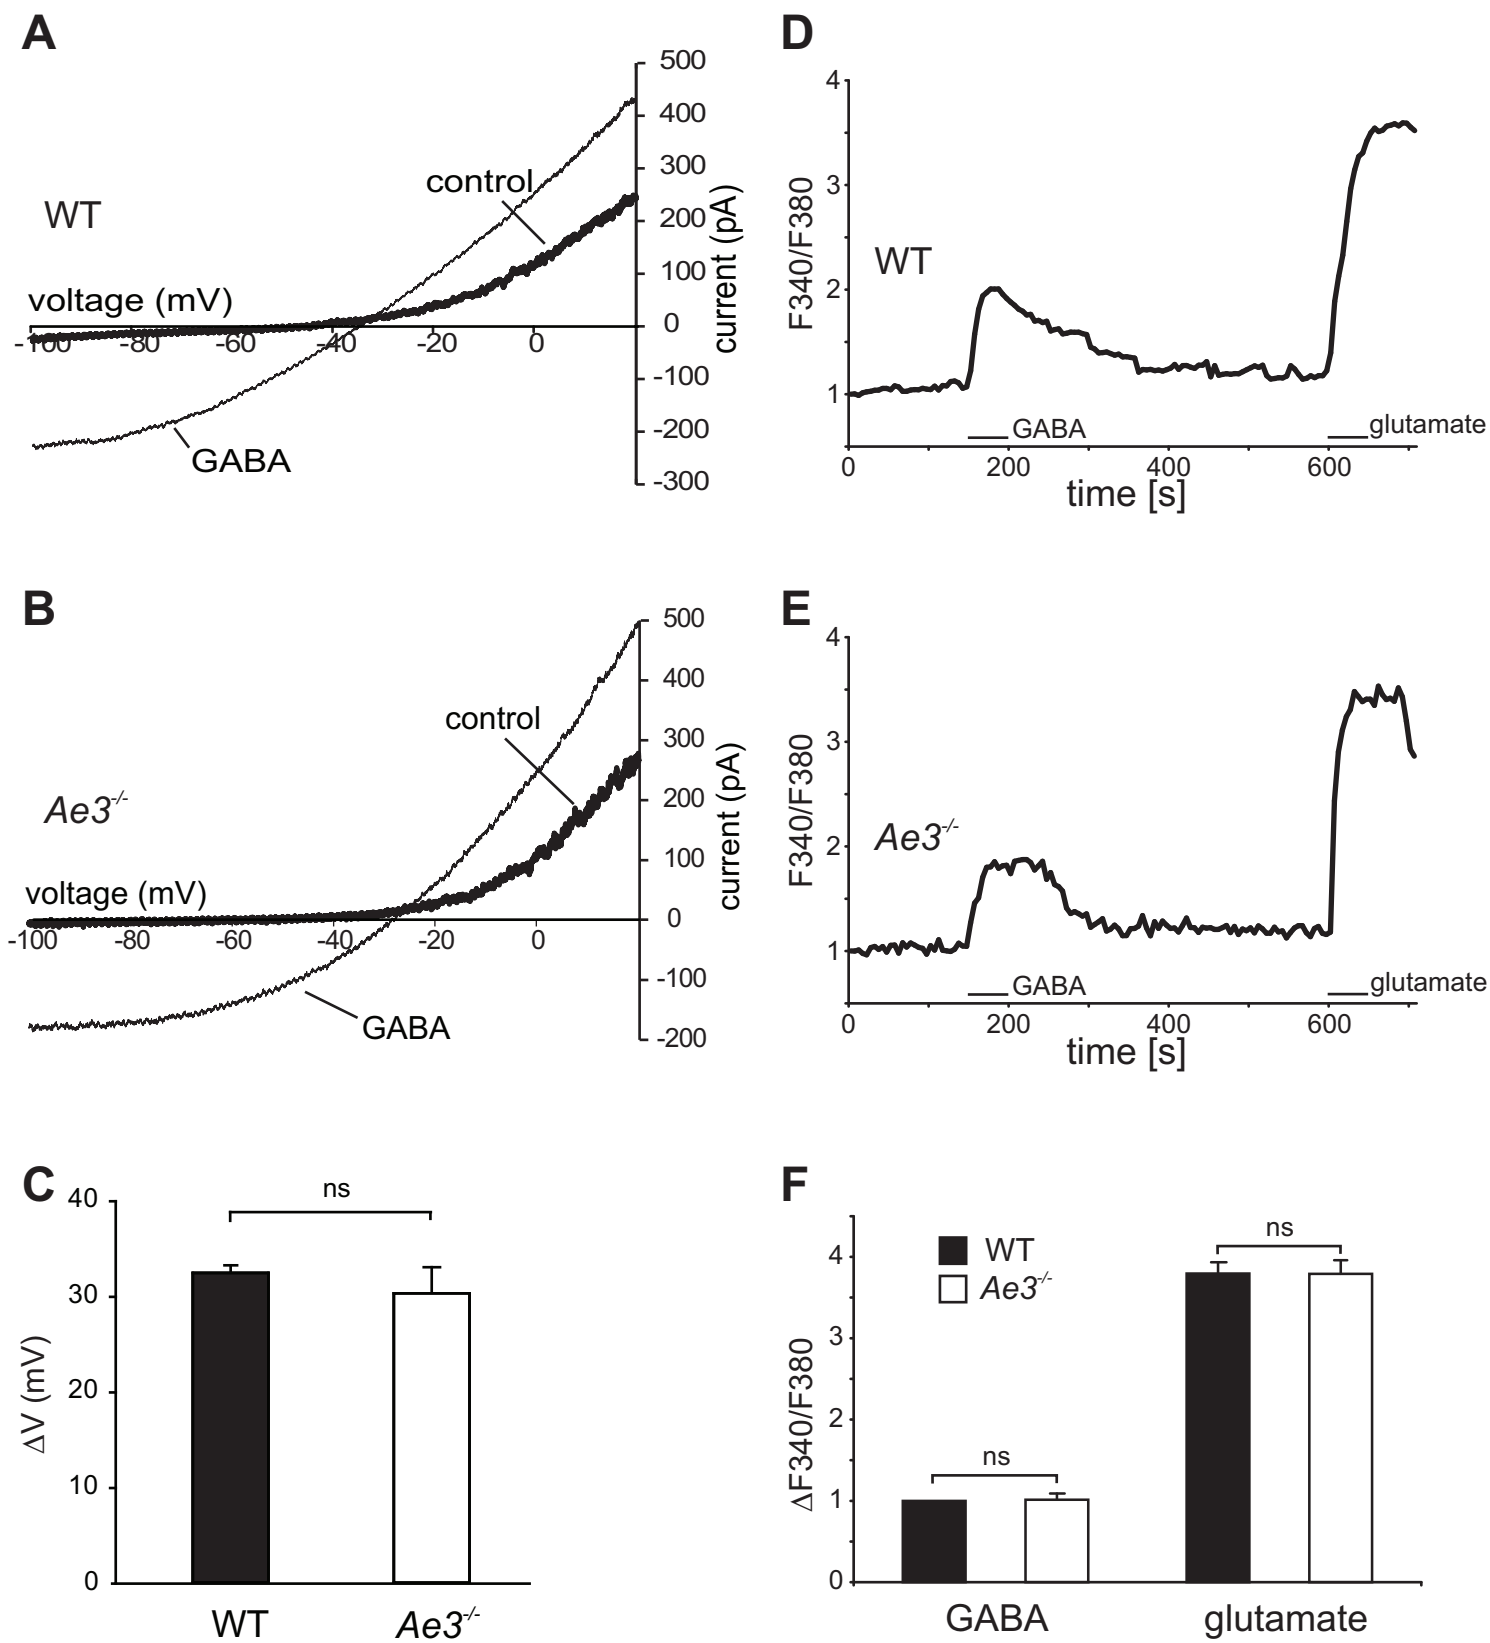 A
500
400
300
200
100
0
-100
-200
-300
current (pA)
control
WT
voltage (mV)
-100 -80 -60 -40 -20 0
GABA
D
4
3
2
1
F340/F380
WT
GABA
glutamate
0 200 400 600
time [s]
B
500
400
300
200
100
0
-100
-200
current (pA)
control
Ae3-/-
voltage (mV)
-100 -80 -60 -40 -20 0
GABA
E
4
3
2
1
F340/F380
Ae3-/-
GABA
glutamate
0 200 400 600
time [s]
C
40
30
20
10
0
ΔV (mV)
ns
WT Ae3-/-
F
4
3
2
1
0
ΔF340/F380
WT
Ae3-/-
ns
ns
GABA glutamate